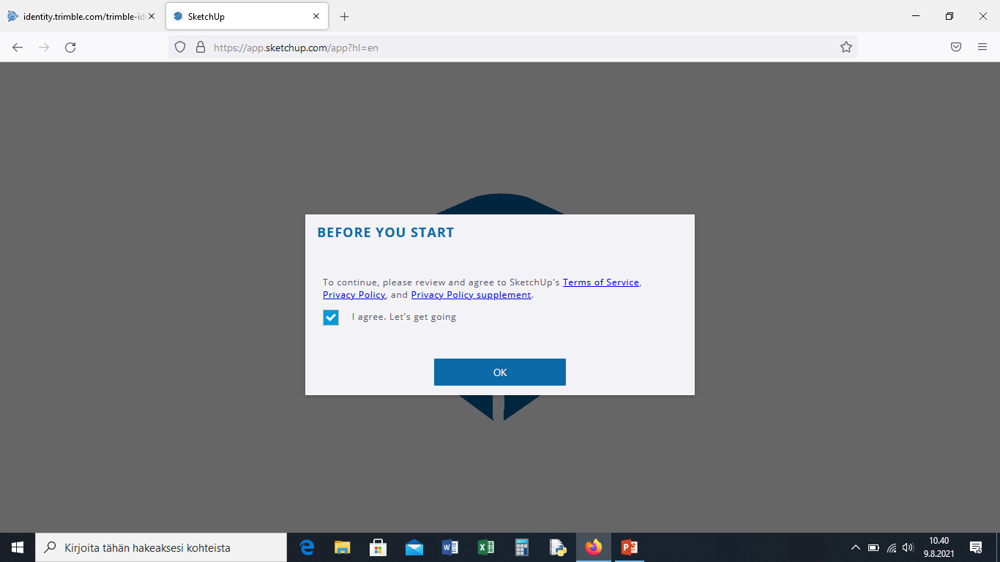 identity.trimble.com/trimble-id
SketchUp
https://app.sketchup.com/app?hl=en
BEFORE YOU START
To continue, please review and agree to SketchUp's Terms of Service,
Privacy Policy, and Privacy Policy supplement.
I agree. Let's get going
OK
Kirjoita tähän hakeaksesi kohteista
10.40
9.8.2021